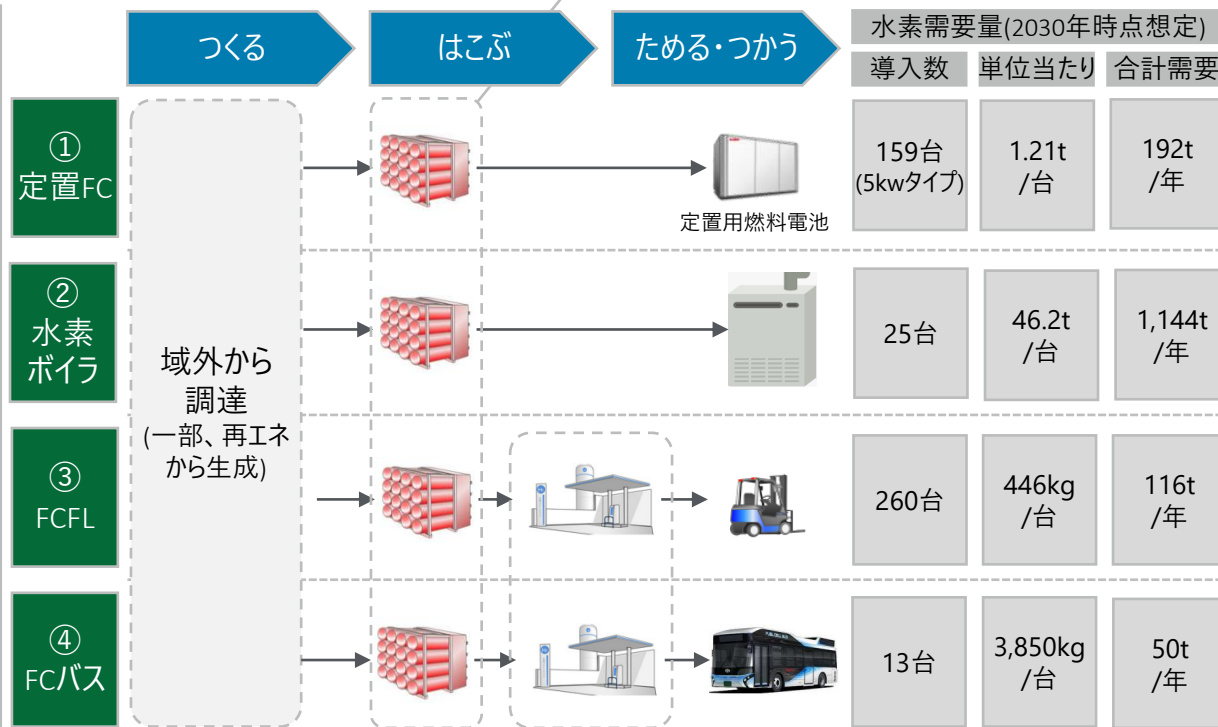 つくる
はこぶ
ためる・つかう
水素需要量(2030年時点想定)
導入数
単位当たり
合計需要
①
定置FC
定置用燃料電池
159台
(5kwタイプ)
1.21t
/台
192t
/年
②
水素
ボイラ
25台
46.2t
/台
1,144t
/年
域外から
調達
(一部、再エネ
から生成)
③
FCFL
260台
446kg
/台
116t
/年
④
FCバス
13台
3,850kg
/台
50t
/年